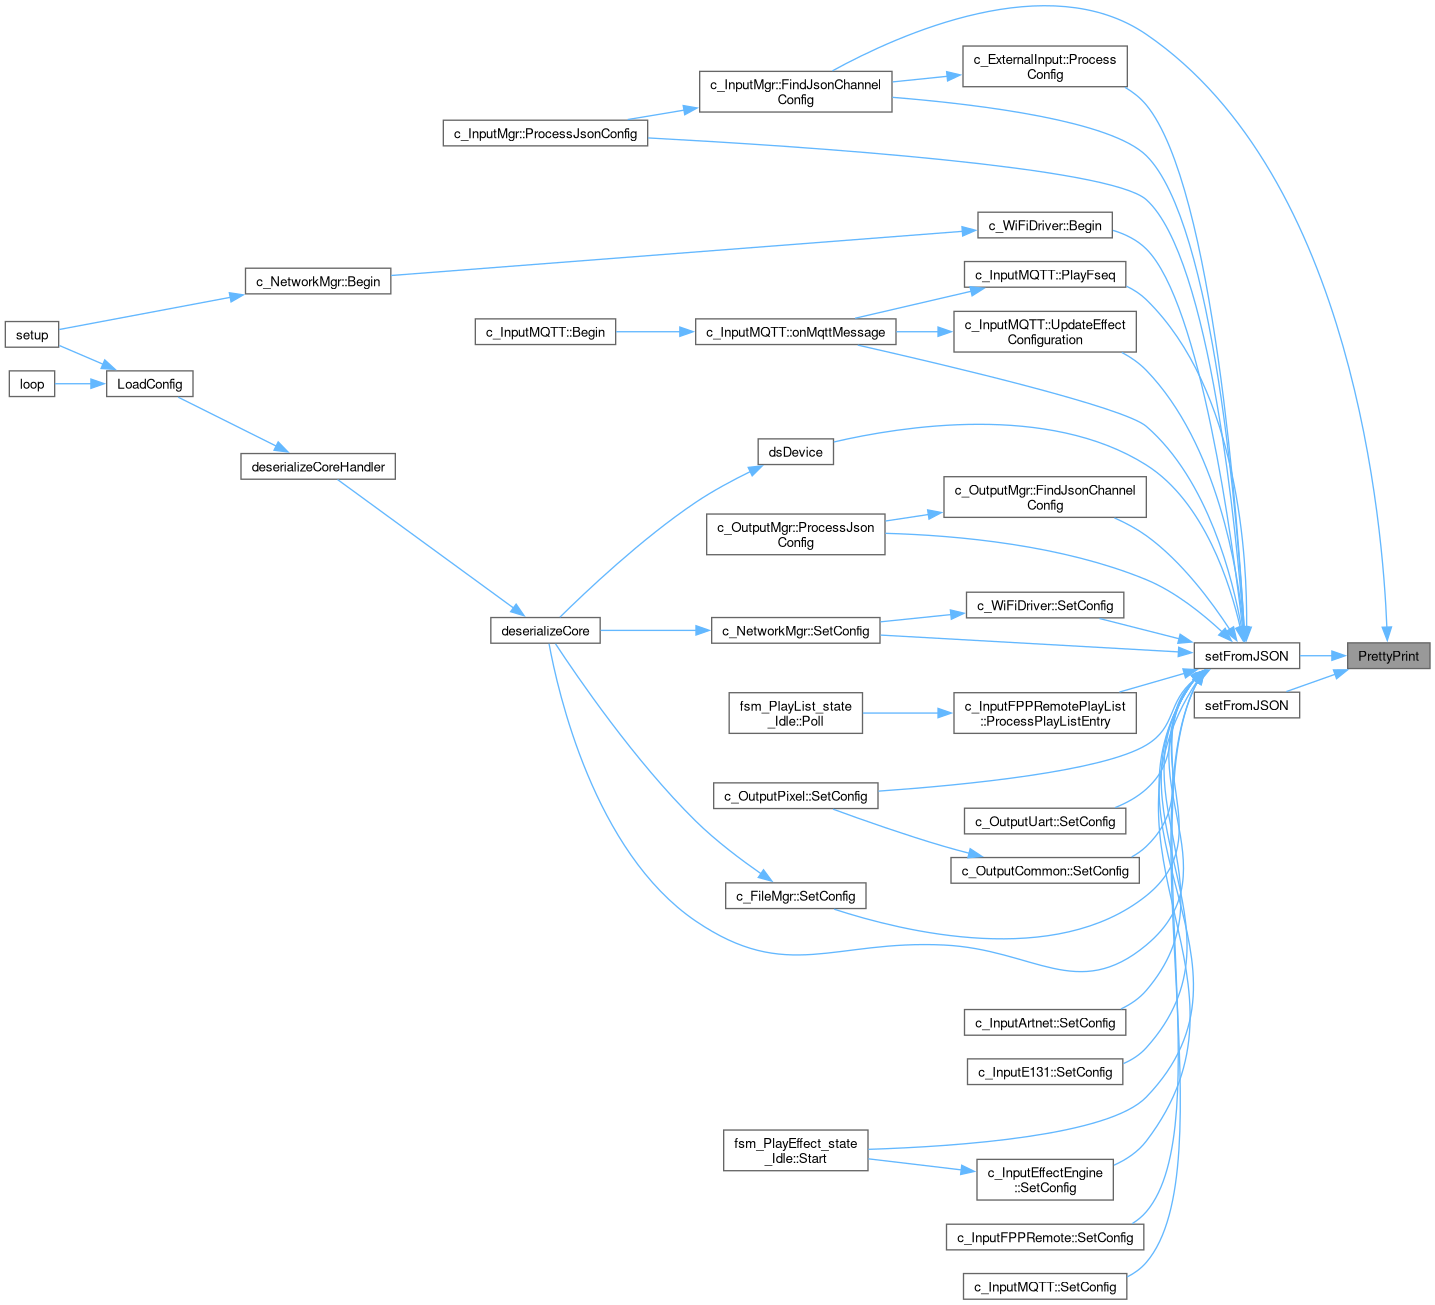 c_ExternalInput::Process
Config
c_InputMgr::FindJsonChannel
Config
c_InputMgr::ProcessJsonConfig
c_WiFiDriver::Begin
c_NetworkMgr::Begin
c_InputMQTT::PlayFseq
setup
c_InputMQTT::Begin
c_InputMQTT::onMqttMessage
c_InputMQTT::UpdateEffect
Configuration
loop
LoadConfig
dsDevice
deserializeCoreHandler
c_OutputMgr::FindJsonChannel
Config
c_OutputMgr::ProcessJson
Config
c_WiFiDriver::SetConfig
deserializeCore
c_NetworkMgr::SetConfig
setFromJSON
PrettyPrint
setFromJSON
fsm_PlayList_state
_Idle::Poll
c_InputFPPRemotePlayList
::ProcessPlayListEntry
c_OutputPixel::SetConfig
c_OutputUart::SetConfig
c_OutputCommon::SetConfig
c_FileMgr::SetConfig
c_InputArtnet::SetConfig
c_InputE131::SetConfig
fsm_PlayEffect_state
_Idle::Start
c_InputEffectEngine
::SetConfig
c_InputFPPRemote::SetConfig
c_InputMQTT::SetConfig